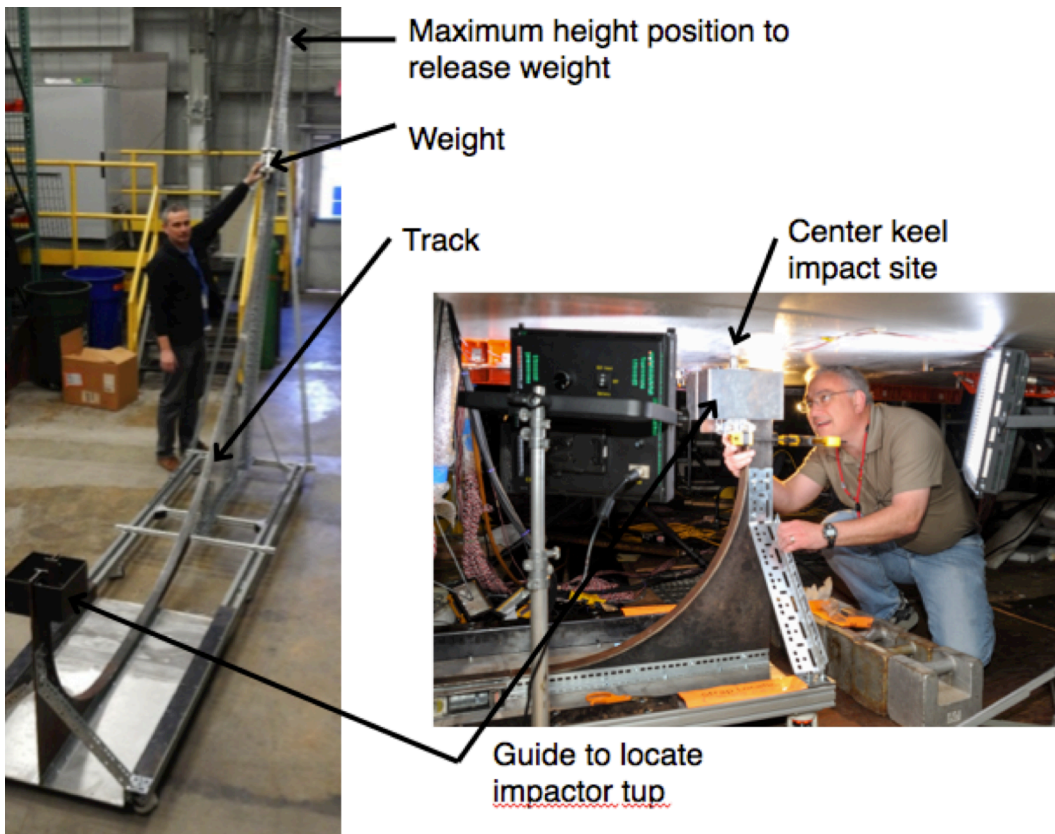 Maximum height position to
release weight
Weight
Track
Center keel
impact site
Guide to locate
impactor tup